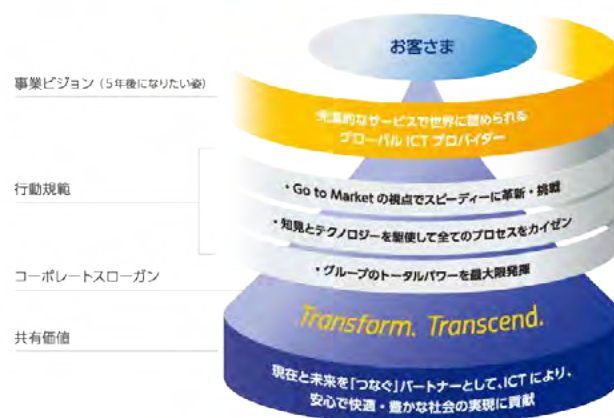 お客さま
事業ビジョン（5年後になりたい姿）
先進的なサービスで世界に認められる
グローバル ICT プロバイダー
行動規範
・Go to Market の視点でスピーディーに革新・挑戦
・知見とテクノロジーを駆使して全てのプロセスをカイゼン
・グループのトータルパワーを最大限発揮
コーポレートスローガン
Transform. Transcend.
共有価値
現在と未来を「つなぐ」パートナーとして、ICT により、
安心で快適・豊かな社会の実現に貢献